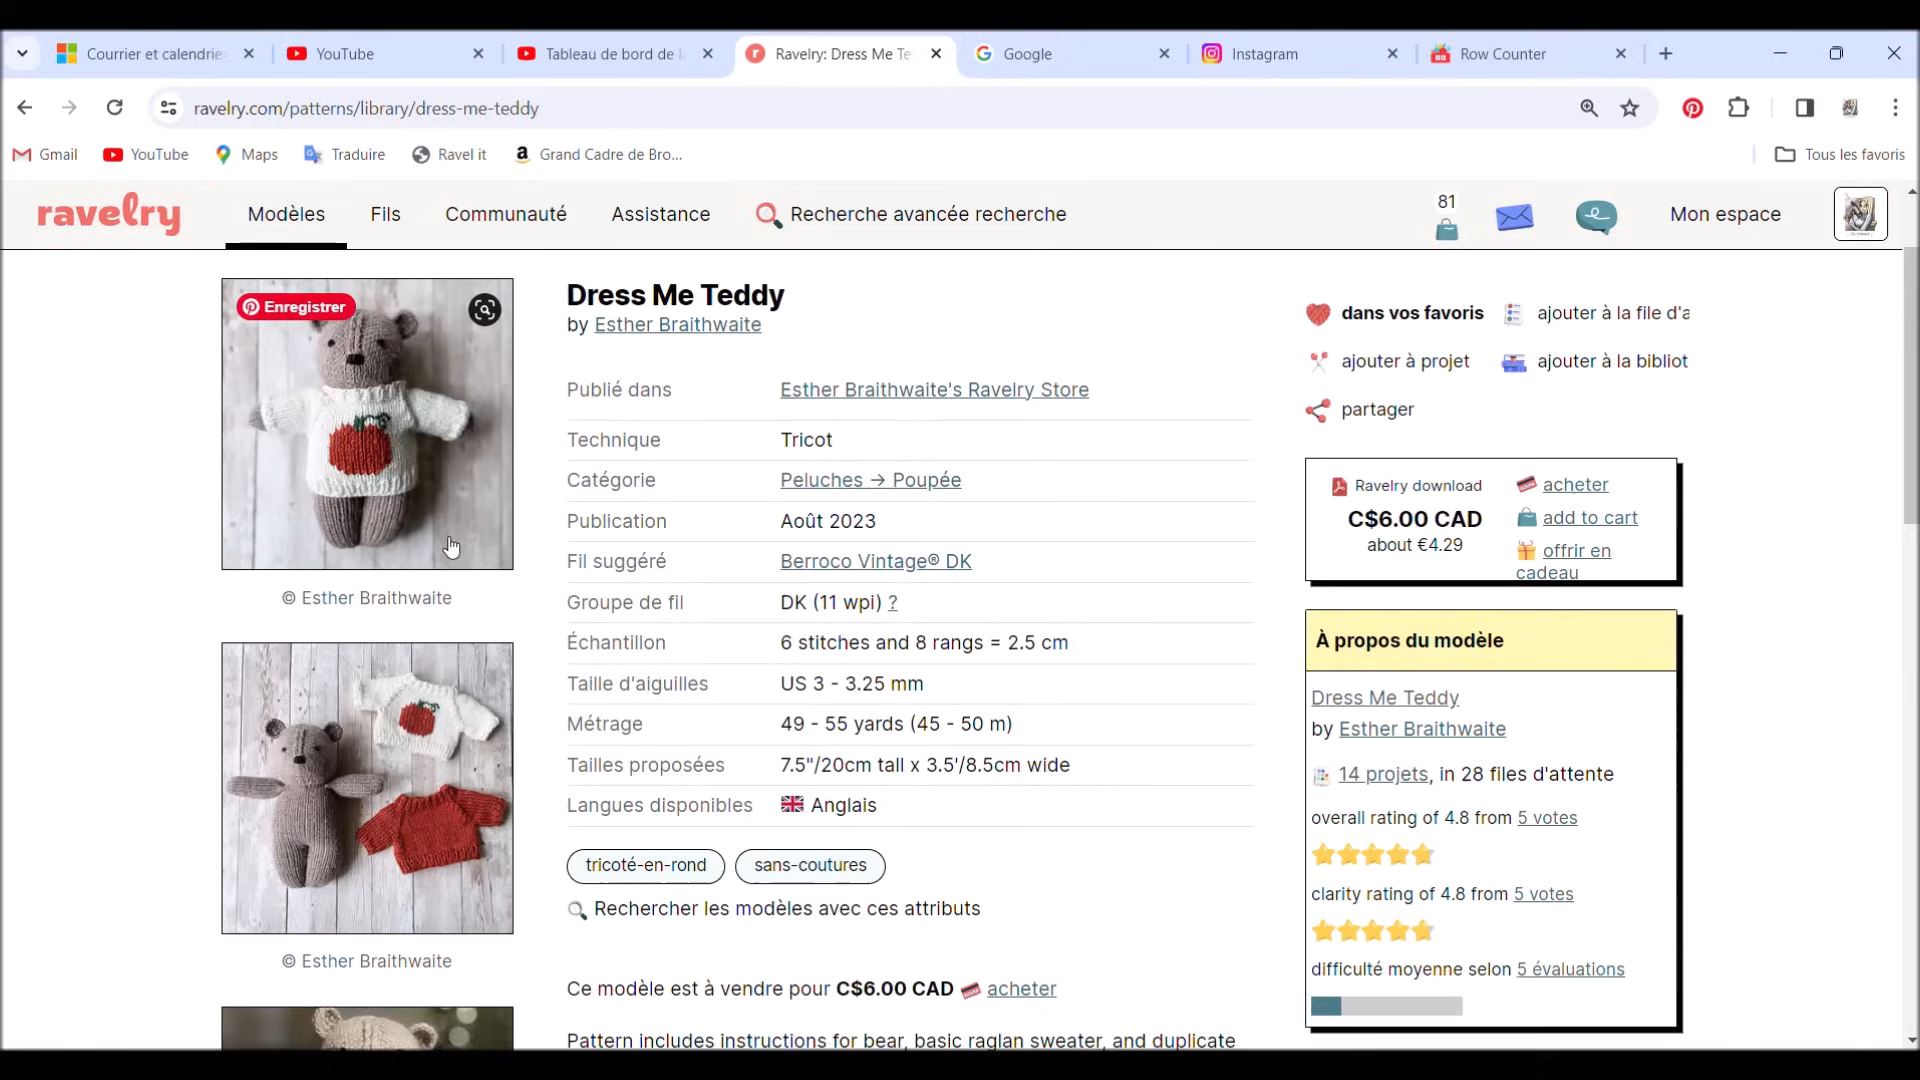 Courrier et calendrie
YouTube
Tableau de bord de l
Ravelry: Dress Me Te
Google
Instagram
Row Counter
ravelry.com/patterns/library/dress-me-teddy
Gmail
YouTube
Maps
Traduire
Ravel it
Grand Cadre de Bro...
Tous les favoris
ravelry
Modèles
Fils
Communauté
Assistance
Recherche avancée recherche
81
Mon espace
Enregistrer
© Esther Braithwaite
© Esther Braithwaite
Dress Me Teddy
by Esther Braithwaite
Publié dans Esther Braithwaite's Ravelry Store
Technique Tricot
Catégorie Peluches → Poupée
Publication Août 2023
Fil suggéré Berroco Vintage® DK
Groupe de fil DK (11 wpi) ?
Échantillon 6 stitches and 8 rangs = 2.5 cm
Taille d'aiguilles US 3 - 3.25 mm
Métrage 49 - 55 yards (45 - 50 m)
Tailles proposées 7.5"/20cm tall x 3.5'/8.5cm wide
Langues disponibles Anglais
tricoté-en-rond sans-coutures
Rechercher les modèles avec ces attributs
Ce modèle est à vendre pour C$6.00 CAD acheter
Pattern includes instructions for bear, basic raglan sweater, and duplicate
dans vos favoris
ajouter à la file d'a
ajouter à projet
ajouter à la bibliot
partager
Ravelry download
C$6.00 CAD
about €4.29
acheter
add to cart
offrir en
cadeau
À propos du modèle
Dress Me Teddy
by Esther Braithwaite
14 projets, in 28 files d'attente
overall rating of 4.8 from 5 votes
clarity rating of 4.8 from 5 votes
difficulté moyenne selon 5 évaluations